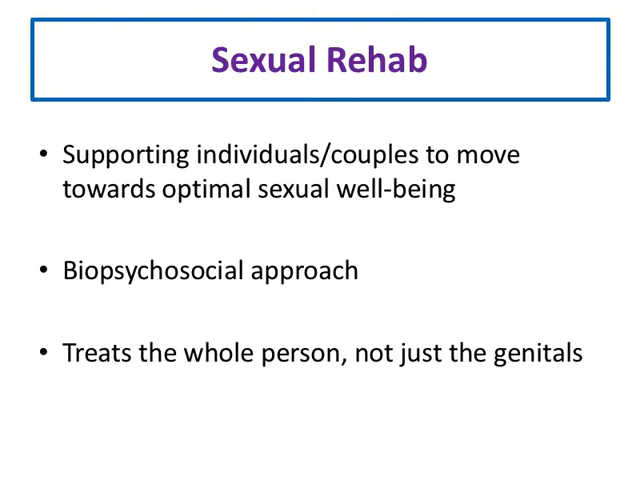 Sexual Rehab
• Supporting individuals/couples to move
towards optimal sexual well-being
• Biopsychosocial approach
• Treats the whole person, not just the genitals